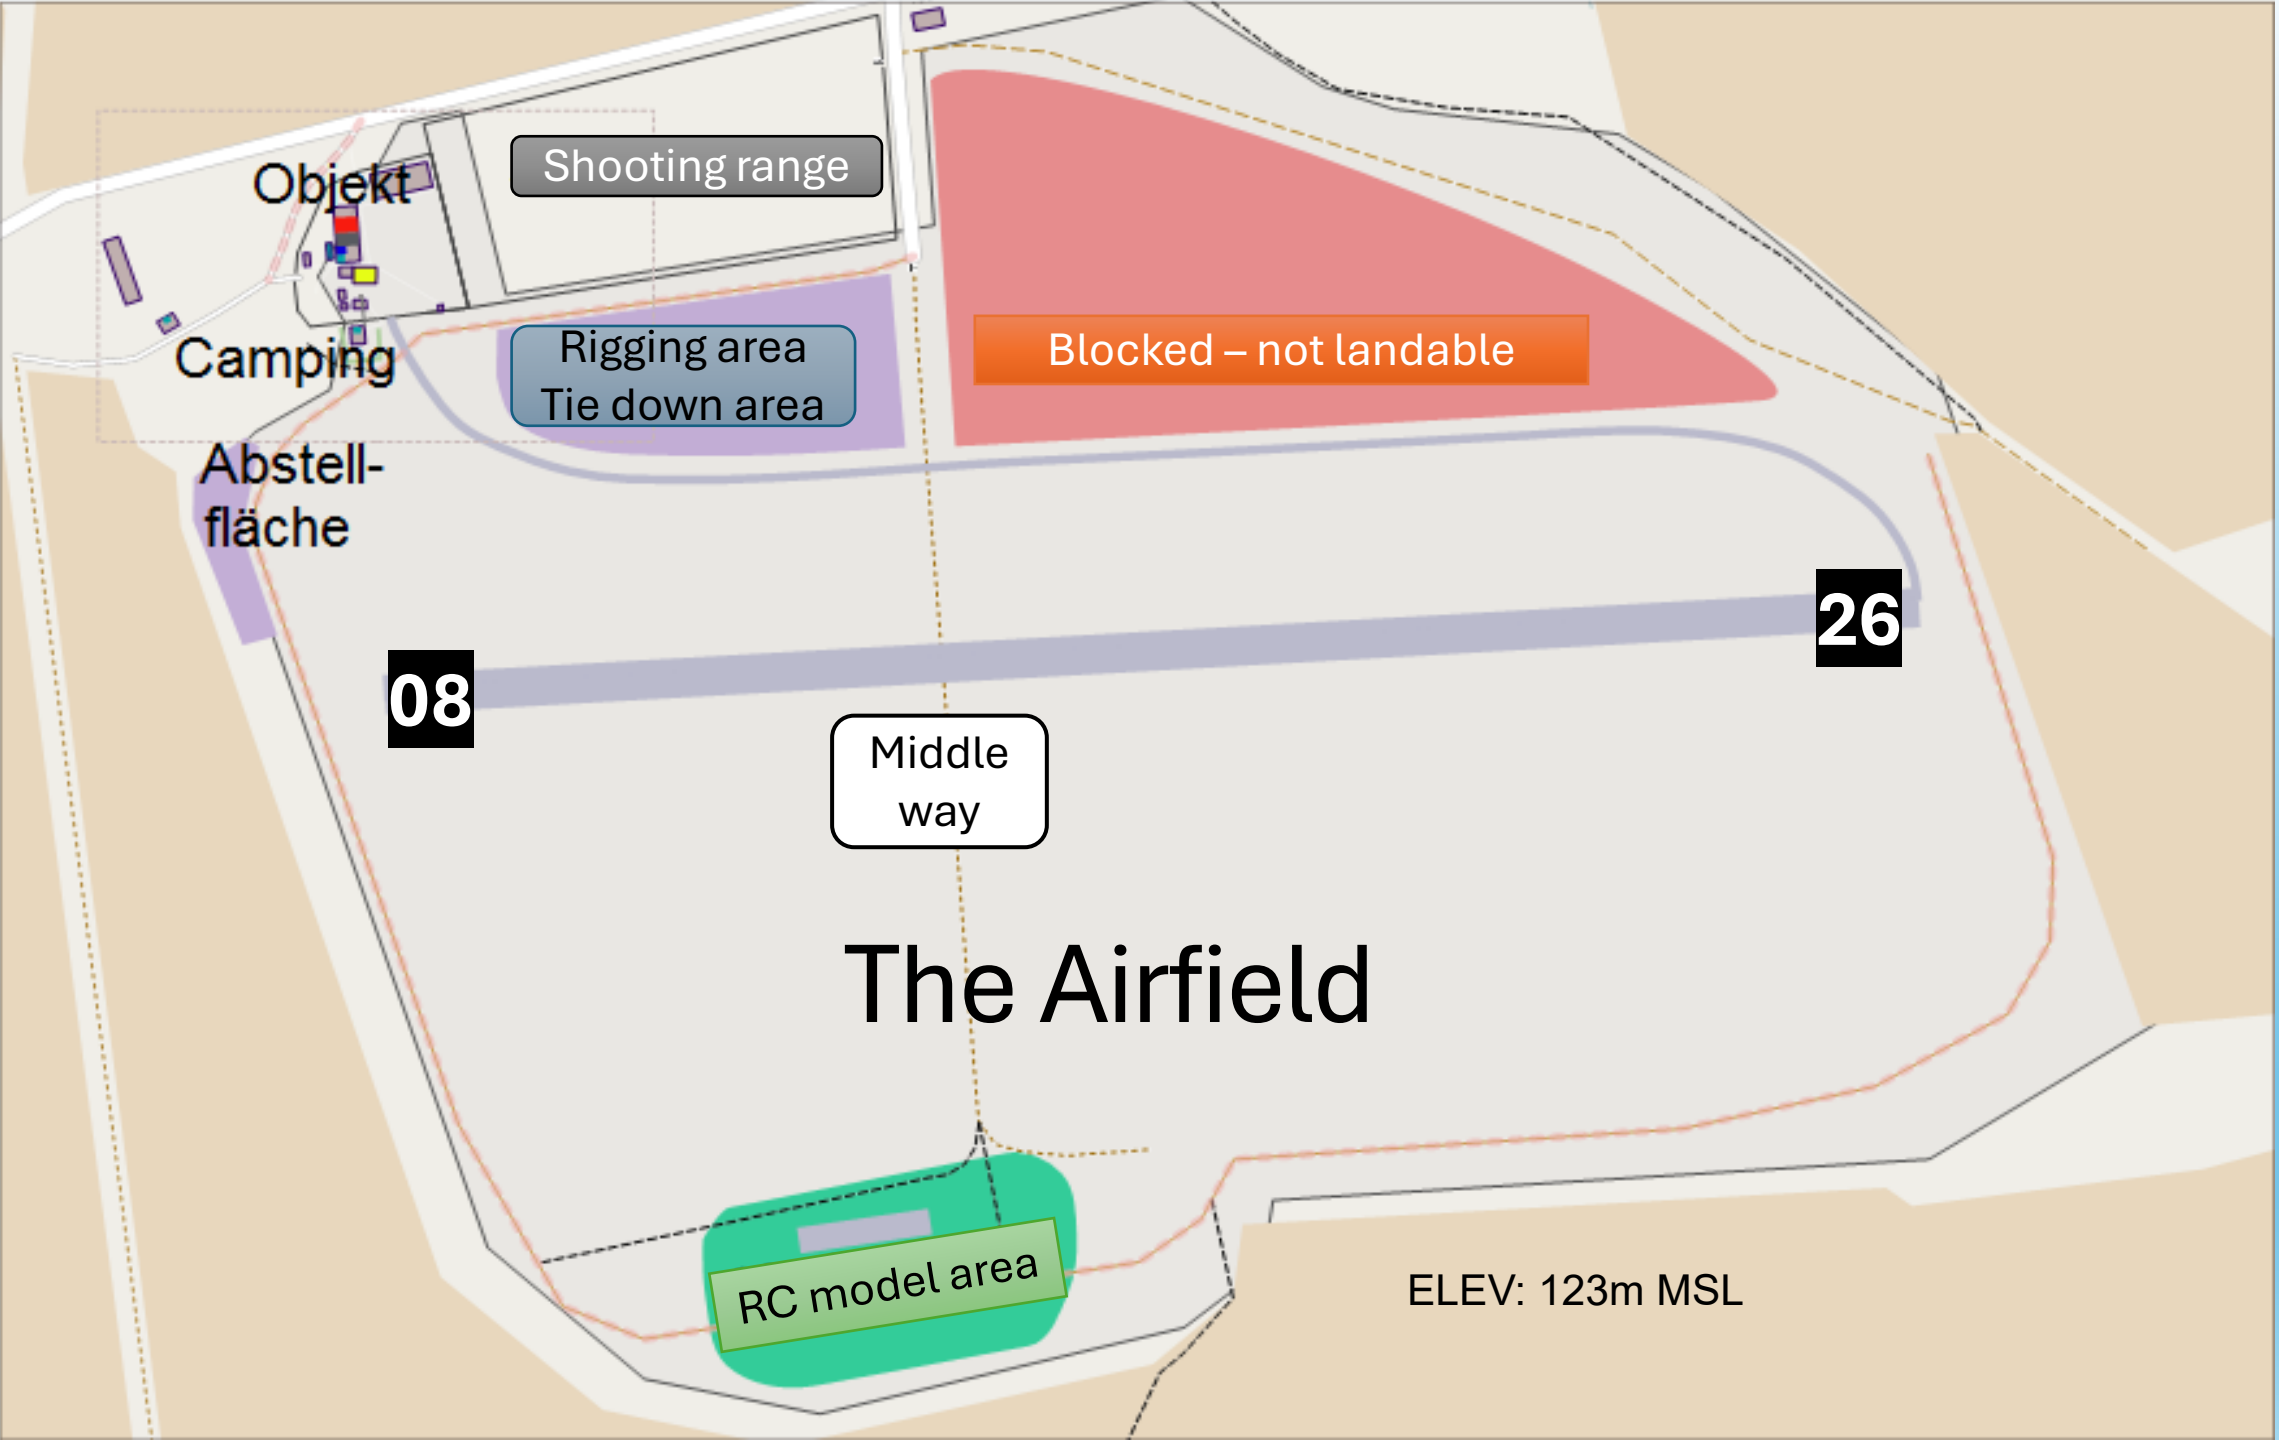 Shooting range
Objekt
Rigging area
Tie down area
Blocked – not landable
Camping
Abstell-
fläche
26
08
Middle
way
The Airfield
RC model area
ELEV: 123m MSL